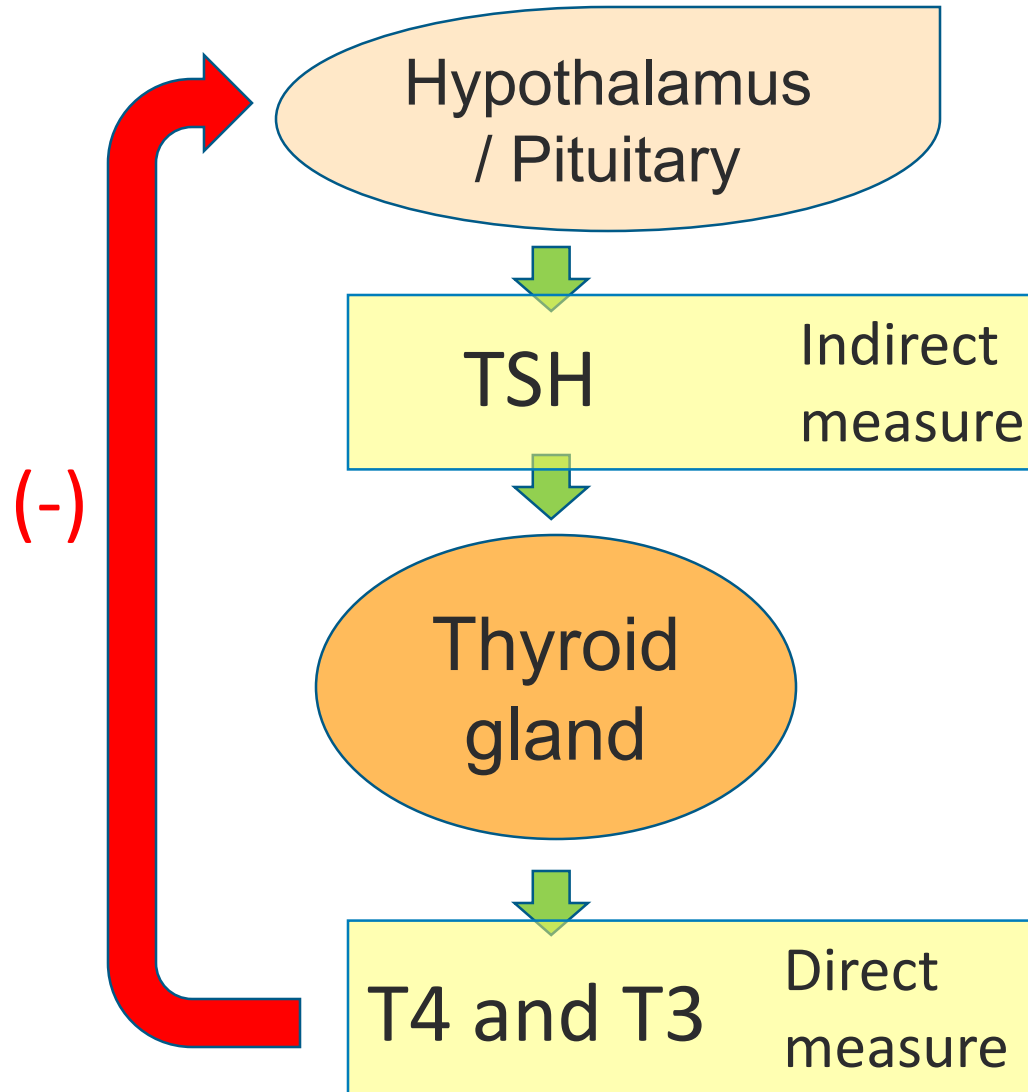 Hypothalamus
/ Pituitary
TSH
Indirect
measure
(-)
Thyroid
gland
T4 and T3
Direct
measure